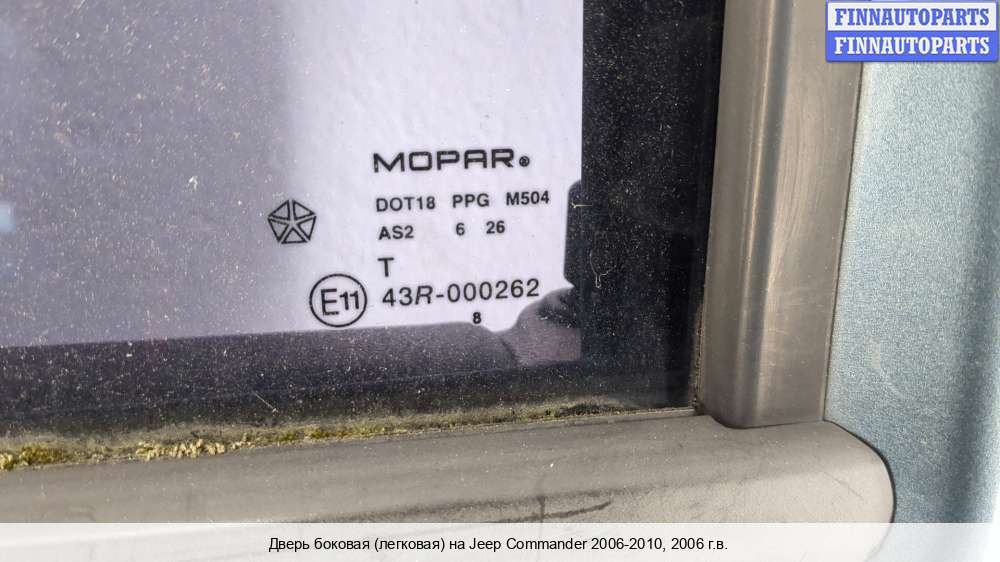 FINNAUTOPARTS
FINNAUTOPARTS
MOPAR®
DOT18 PPG M504
AS2 6 26
T
E11 43R-000262
8
Дверь боковая (легковая) на Jeep Commander 2006-2010, 2006 г.в.